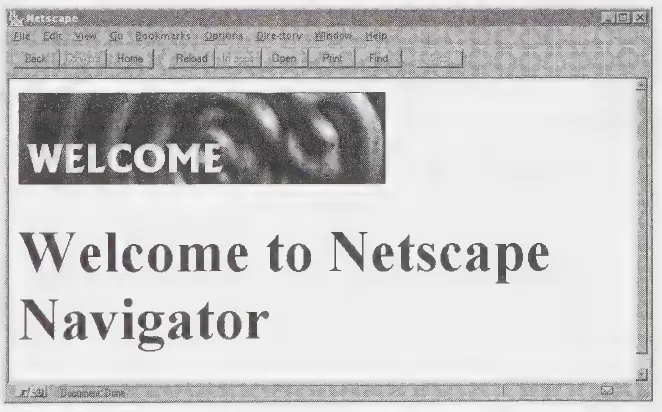 Netscape
File Edit View Go Bookmarks Options Directory Window Help
Back Forward Home Reload Images Open Print Find
WELCOME
Welcome to Netscape
Navigator
Document: Done